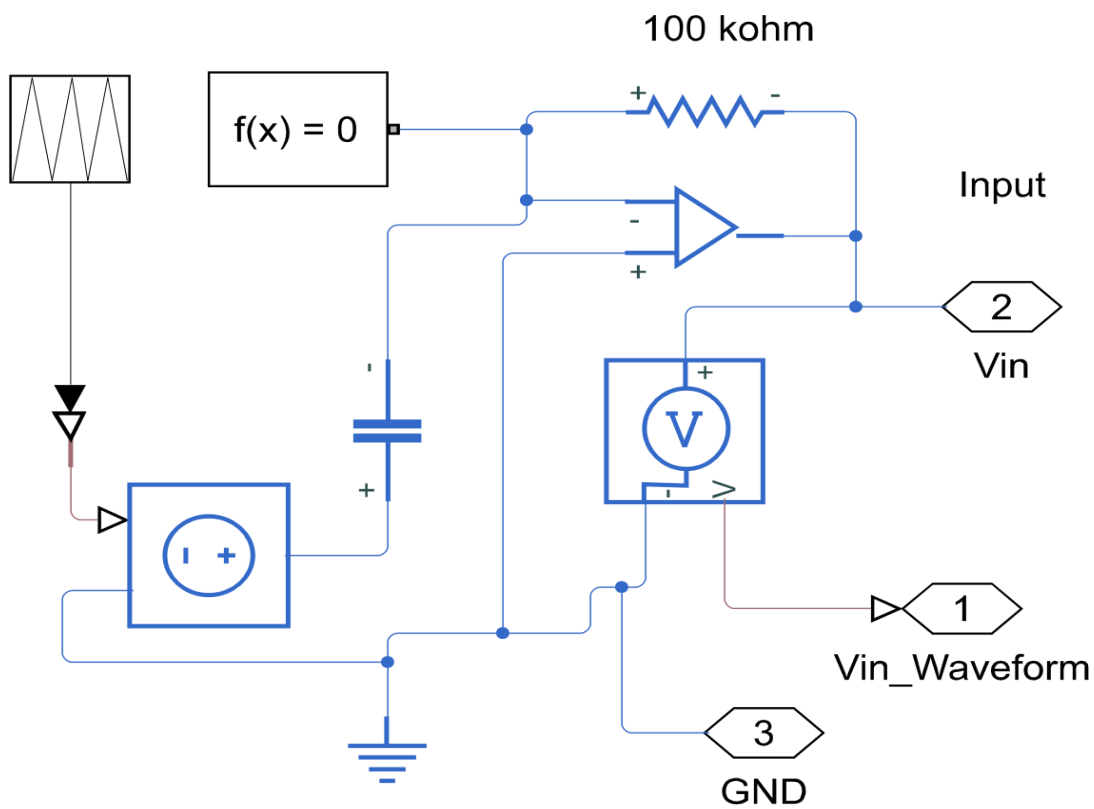 100 kohm
f(x) = 0
+
-
Input
-
+
2
Vin
-
+
+
V
-
V
- +
1
Vin_Waveform
3
GND